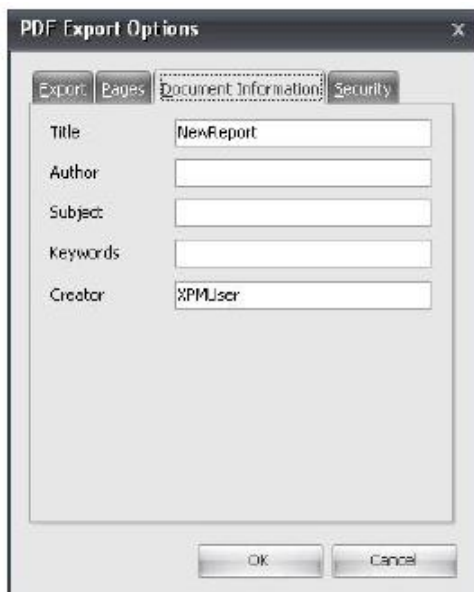 PDF Export Options x
Export Pages Document Information Security
Title NewReport
Author
Subject
Keywords
Creator XPMUser
OK Cancel